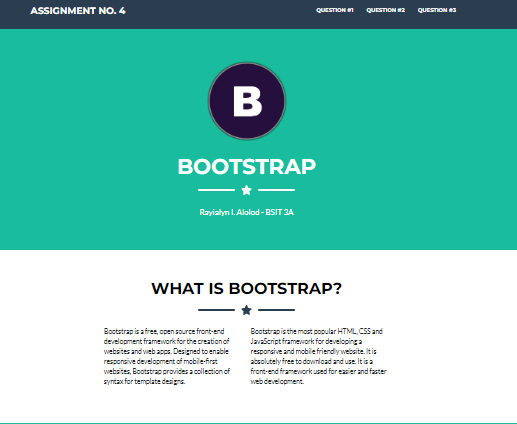 ASSIGNMENT NO. 4
QUESTION #1 QUESTION #2 QUESTION #3
B
BOOTSTRAP
Rayialyn I. Alolod - BSIT 3A
WHAT IS BOOTSTRAP?
Bootstrap is a free, open source front-end
development framework for the creation of
websites and web apps. Designed to enable
responsive development of mobile-first
websites, Bootstrap provides a collection of
syntax for template designs.
Bootstrap is the most popular HTML, CSS and
JavaScript framework for developing a
responsive and mobile friendly website. It is
absolutely free to download and use. It is a
front-end framework used for easier and faster
web development.